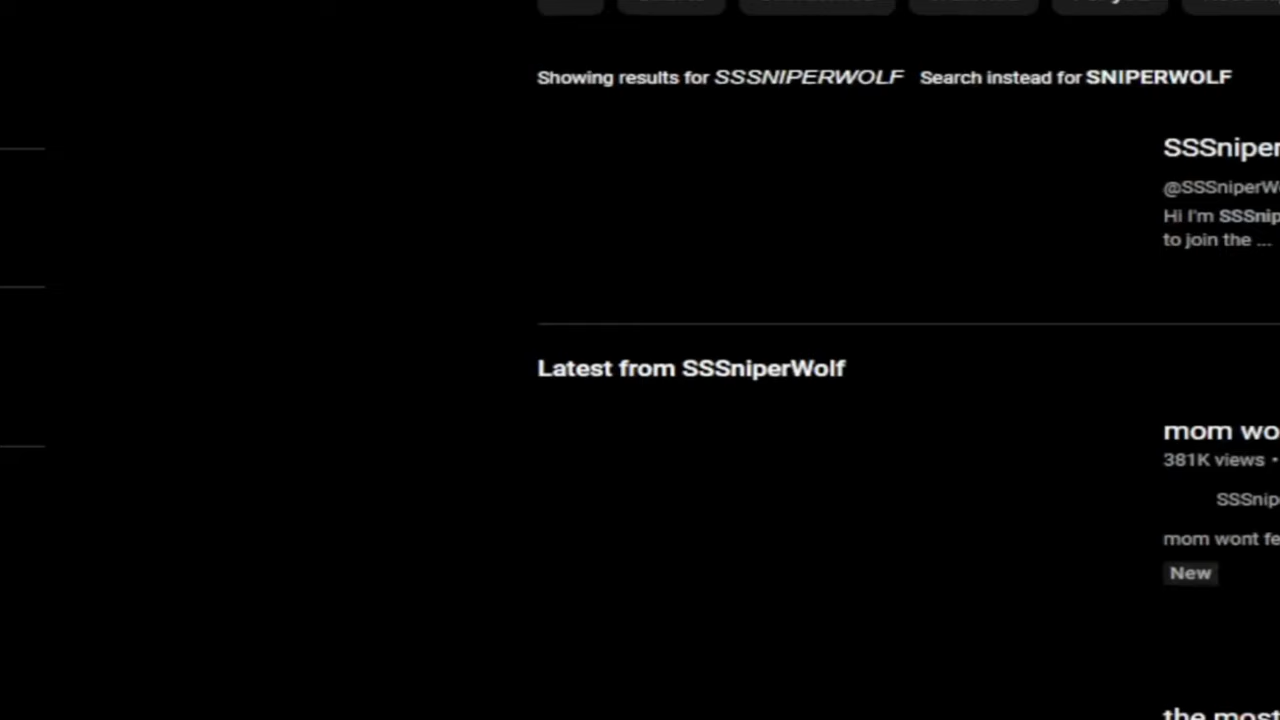 Showing results for SSSNIPERWOLF Search instead for SNIPERWOLF
SSSniper
@SSSniperW
Hi I'm SSSnip
to join the ...
Latest from SSSniperWolf
mom wo
381K views •
SSSnip
mom wont fe
New
the most